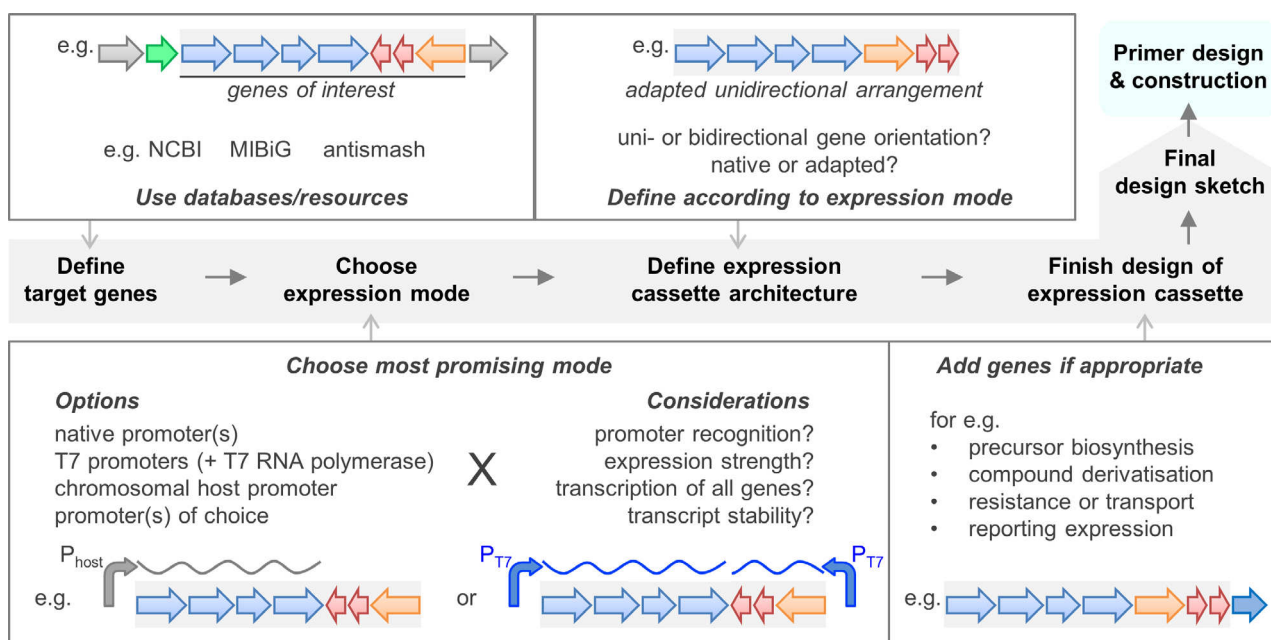 e.g.
genes of interest
e.g. NCBI MIBiG antismash
Use databases/resources
e.g.
adapted unidirectional arrangement
uni- or bidirectional gene orientation?
native or adapted?
Define according to expression mode
Primer design
& construction
Final
design sketch
Define
target genes
Choose
expression mode
Define expression
cassette architecture
Finish design of
expression cassette
Choose most promising mode
Options
native promoter(s)
T7 promoters (+ T7 RNA polymerase)
chromosomal host promoter
promoter(s) of choice
X
Considerations
promoter recognition?
expression strength?
transcription of all genes?
transcript stability?
Phost
e.g.
or
PT7
PT7
Add genes if appropriate
for e.g.
• precursor biosynthesis
• compound derivatisation
• resistance or transport
• reporting expression
e.g.